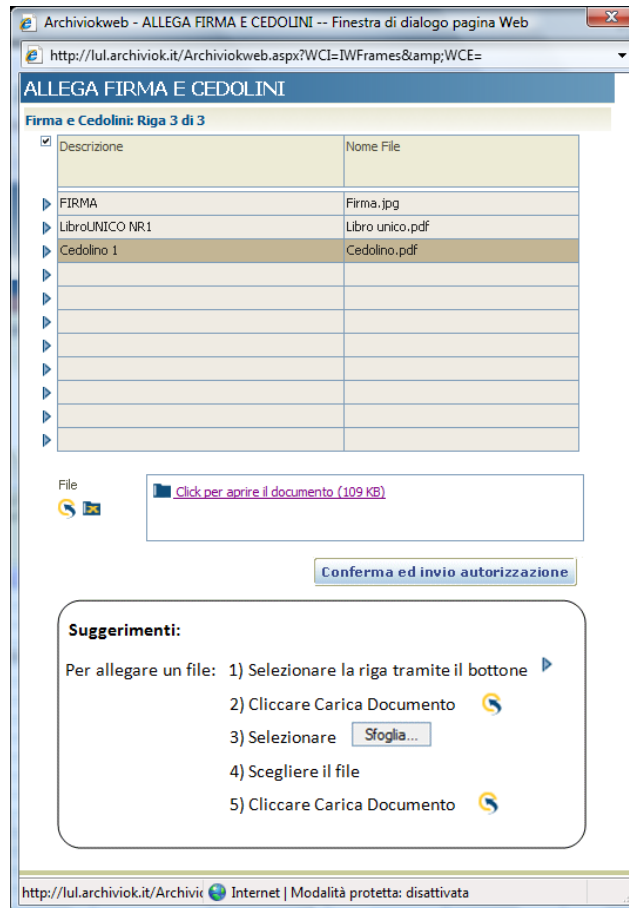 Archiviokweb - ALLEGA FIRMA E CEDOLINI -- Finestra di dialogo pagina Web
http://lul.archiviok.it/Archiviokweb.aspx?WCI=IWFrames&amp;WCE=
ALLEGA FIRMA E CEDOLINI
Firma e Cedolini: Riga 3 di 3
Descrizione Nome File
FIRMA Firma.jpg
LibroUNICO NR1 Libro unico.pdf
Cedolino 1 Cedolino.pdf
File
Click per aprire il documento (109 KB)
Conferma ed invio autorizzazione
Suggerimenti:
Per allegare un file: 1) Selezionare la riga tramite il bottone
2) Cliccare Carica Documento
3) Selezionare Sfoglia...
4) Scegliere il file
5) Cliccare Carica Documento
http://lul.archiviok.it/Archivic Internet | Modalità protetta: disattivata